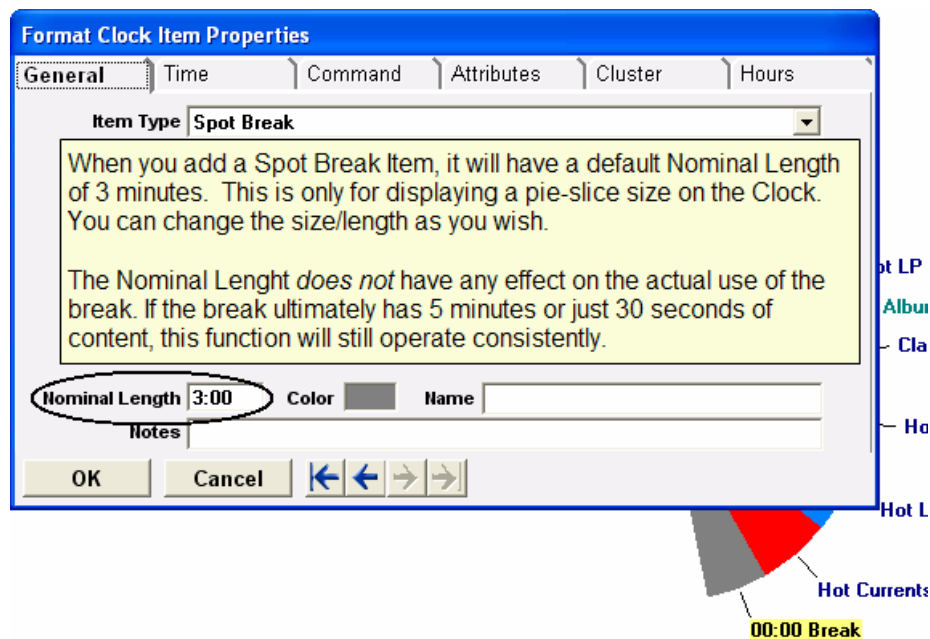 Format Clock Item Properties
General Time Command Attributes Cluster Hours
Item Type Spot Break
When you add a Spot Break Item, it will have a default Nominal Length
of 3 minutes. This is only for displaying a pie-slice size on the Clock.
You can change the size/length as you wish.
The Nominal Lenght does not have any effect on the actual use of the
break. If the break ultimately has 5 minutes or just 30 seconds of
content, this function will still operate consistently.
Nominal Length 3:00 Color Name
Notes
OK Cancel
LP
Hot
Hot Currents
00:00 Break